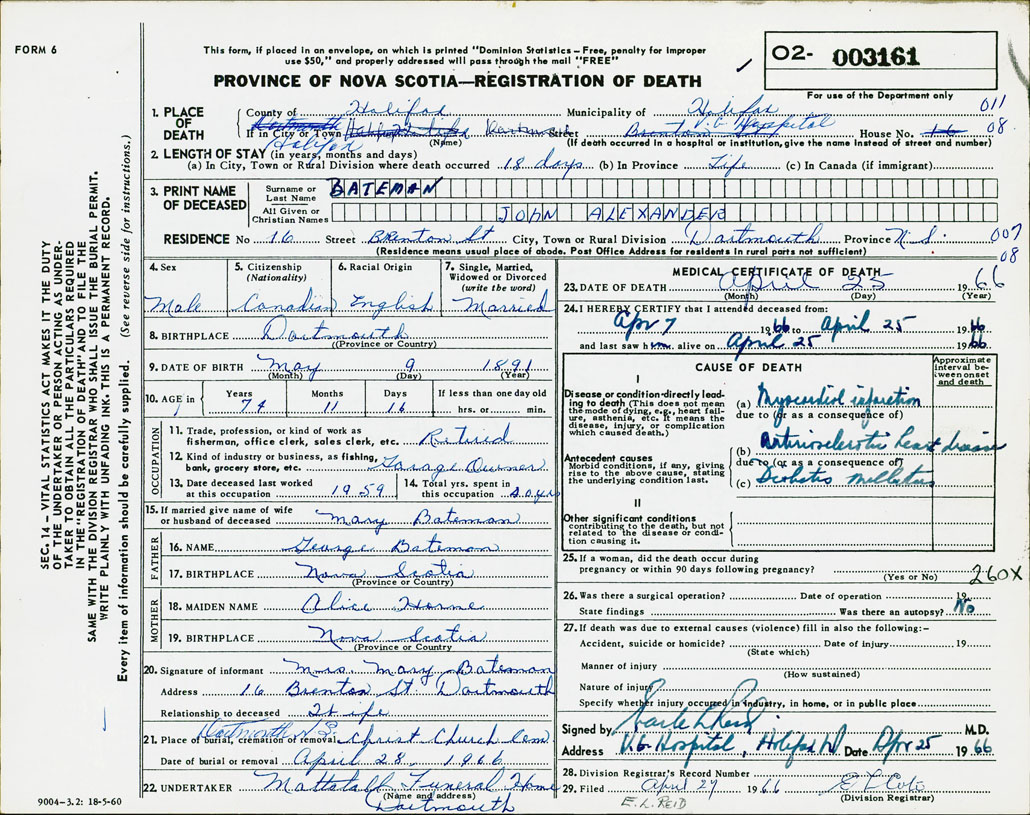 FORM 6
This form, if placed in an envelope, on which is printed "Dominion Statistics – Free, penalty for improper
use $50," and properly addressed will pass through the mail "FREE"
PROVINCE OF NOVA SCOTIA—REGISTRATION OF DEATH
O2- 003161
For use of the Department only
011
08
1. PLACE OF DEATH
County of Halifax Municipality of Halifax
If in City or Town Halifax (Name) Street V.G. Hospital House No. 16
(If death occurred in a hospital or institution, give the name instead of street and number)
2. LENGTH OF STAY (in years, months and days)
(a) In City, Town or Rural Division where death occurred 18 days (b) In Province Life (c) In Canada (if immigrant)
3. PRINT NAME OF DECEASED
Surname or Last Name BATEMAN
All Given or Christian Names JOHN ALEXANDER
RESIDENCE No 16 Street Brenton St City, Town or Rural Division Dartmouth Province N.S.
(Residence means usual place of abode. Post Office Address for residents in rural parts not sufficient)
007
08
4. Sex Male
5. Citizenship (Nationality) Canadian
6. Racial Origin English
7. Single, Married, Widowed or Divorced (write the word) Married
8. BIRTHPLACE Dartmouth
(Province or Country)
9. DATE OF BIRTH May 9 1891
(Month) (Day) (Year)
10. AGE in Years 74 Months 11 Days 16 If less than one day old hrs. or min.
OCCUPATION
11. Trade, profession, or kind of work as fisherman, office clerk, sales clerk, etc. Retired
12. Kind of industry or business, as fishing, bank, grocery store, etc. Garage Owner
13. Date deceased last worked at this occupation 1959
14. Total yrs. spent in this occupation
15. If married give name of wife or husband of deceased Mary Bateman
FATHER
16. NAME George Bateman
17. BIRTHPLACE Nova Scotia
(Province or Country)
MOTHER
18. MAIDEN NAME Alice Horne
19. BIRTHPLACE Nova Scotia
(Province or Country)
20. Signature of informant Mrs. Mary Bateman
Address 16 Brenton St. Dartmouth
Relationship to deceased Wife
Dartmouth N.S.
21. Place of burial, cremation or removal Christ Church Cem
Date of burial or removal April 28, 1966
22. UNDERTAKER Mattatall Funeral Home
(Name and address)
Dartmouth
MEDICAL CERTIFICATE OF DEATH
23. DATE OF DEATH April 25 1966
(Month) (Day) (Year)
24. I HEREBY CERTIFY that I attended deceased from:
Apr 7 1966 to April 25 1966
and last saw him alive on April 25 1966
CAUSE OF DEATH
Approximate interval between onset and death
I
Disease or condition directly leading to death (This does not mean the mode of dying, e.g., heart failure, asthenia, etc. It means the disease, injury, or complication which caused death.)
(a) Myocardial infarction
due to (or as a consequence of)
(b) Arteriosclerotic heart disease
Antecedent causes
Morbid conditions, if any, giving rise to the above cause, stating the underlying condition last.
due to (or as a consequence of)
(c) Diabetes mellitus
II
Other significant conditions
contributing to the death, but not related to the disease or condition causing it.
25. If a woman, did the death occur during
pregnancy or within 90 days following pregnancy?
(Yes or No)
260X
26. Was there a surgical operation? Date of operation 19
State findings Was there an autopsy? No
27. If death was due to external causes (violence) fill in also the following:–
Accident, suicide or homicide? Date of injury 19
(State which)
Manner of injury
(How sustained)
Nature of injury
Specify whether injury occurred in industry, in home, or in public place
Signed by M.D.
Address V.G. Hospital, Halifax Date Apr 25 1966
28. Division Registrar's Record Number
29. Filed April 27 1966
(Division Registrar)
E. L. REID
9004–3.2: 18-5-60
SEC. 14 – VITAL STATISTICS ACT MAKES IT THE DUTY
OF THE UNDERTAKER OR PERSON ACTING AS UNDER-
TAKER TO OBTAIN ALL THE PARTICULARS REQUIRED
IN THE "REGISTRATION OF DEATH" AND TO FILE THE
SAME WITH THE DIVISION REGISTRAR WHO SHALL ISSUE THE BURIAL PERMIT.
WRITE PLAINLY WITH UNFADING INK. THIS IS A PERMANENT RECORD.
Every item of information should be carefully supplied. (See reverse side for instructions.)